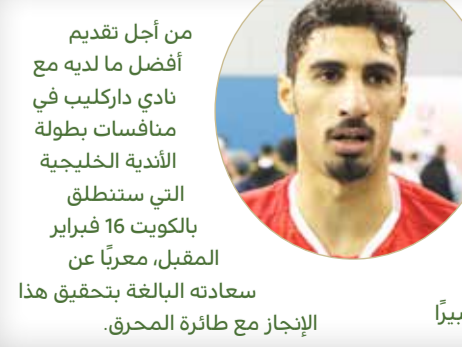 من أجل تقديم
أفضل ما لديه مع
نادي داركليب في
منافسات بطولة
الأندية الخليجية
التي ستنطلق
بالكويت 16 فبراير
المقبل، معربًا عن
سعادته البالغة بتحقيق هذا
الإنجاز مع طائرة المحرق.